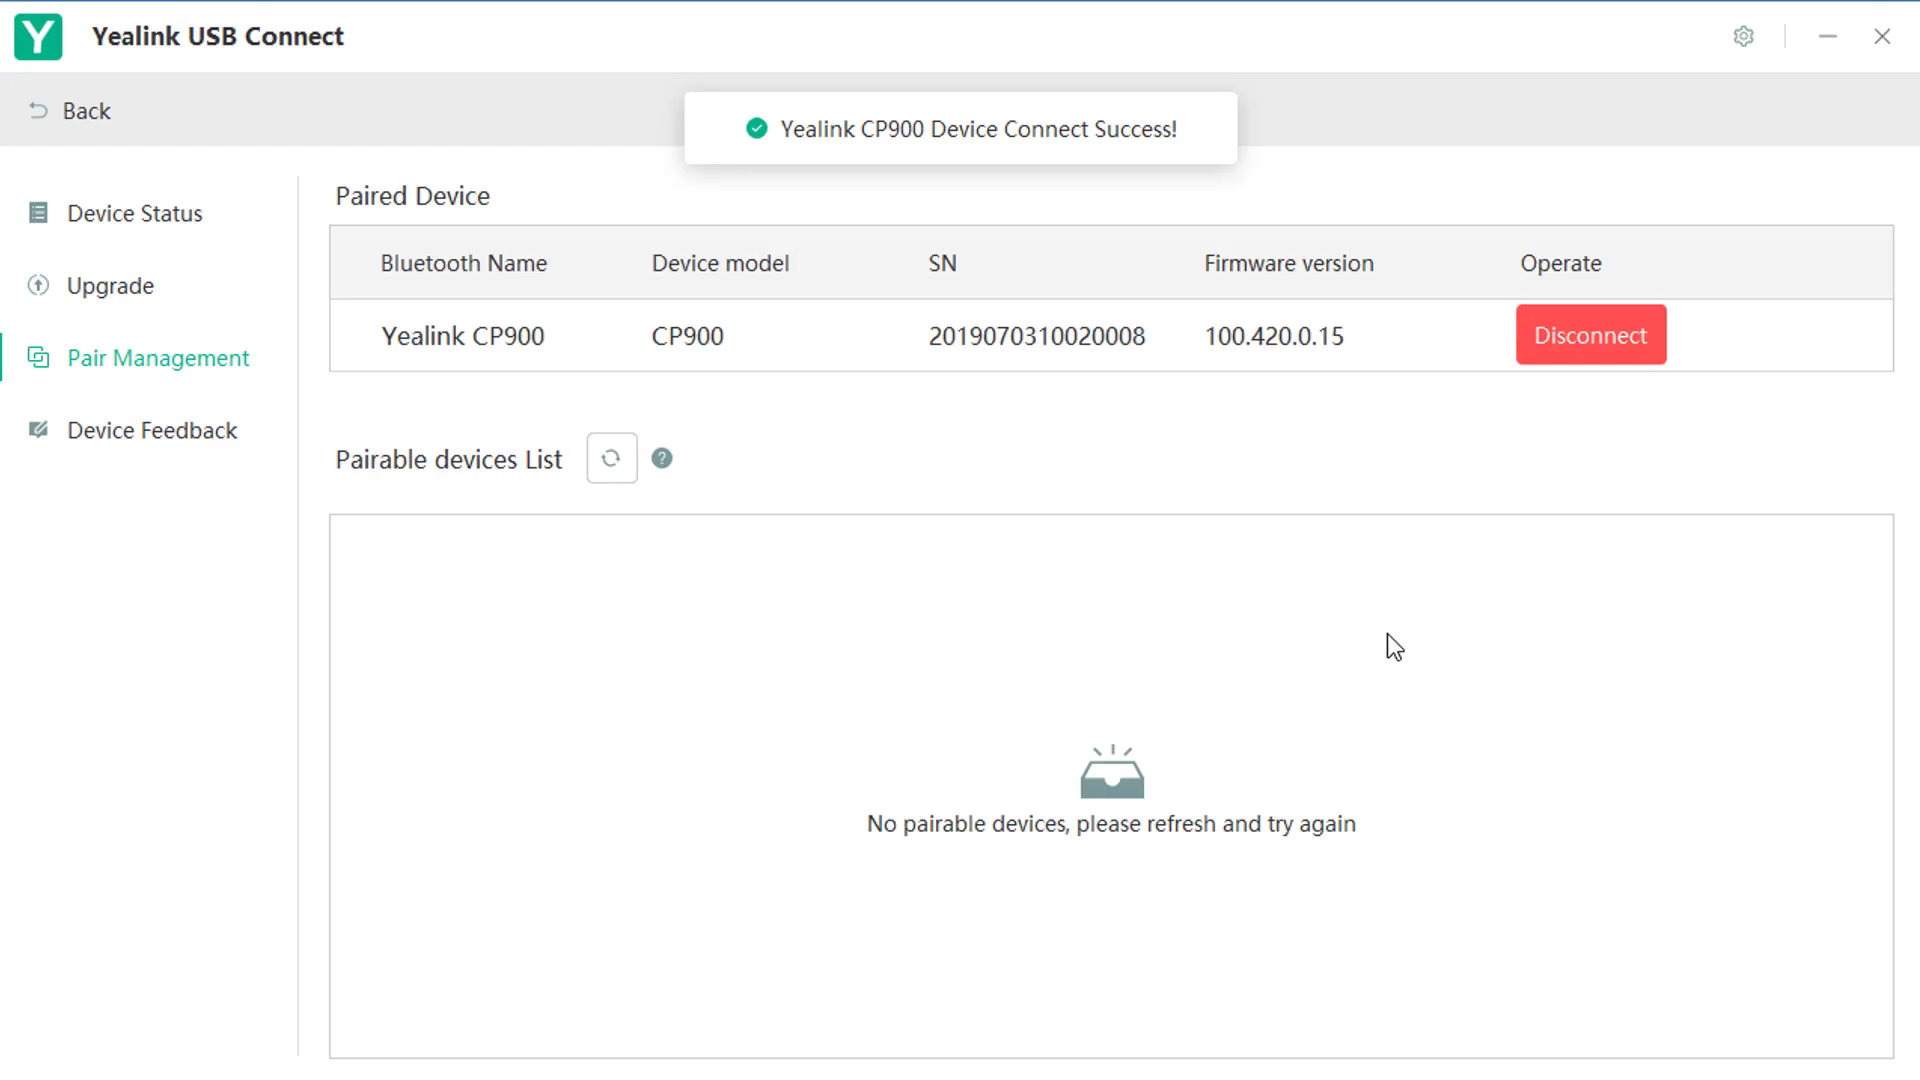 Y Yealink USB Connect
Back
Yealink CP900 Device Connect Success!
Device Status
Upgrade
Pair Management
Device Feedback
Paired Device
Bluetooth Name Device model SN Firmware version Operate
Yealink CP900 CP900 2019070310020008 100.420.0.15 Disconnect
Pairable devices List ?
No pairable devices, please refresh and try again